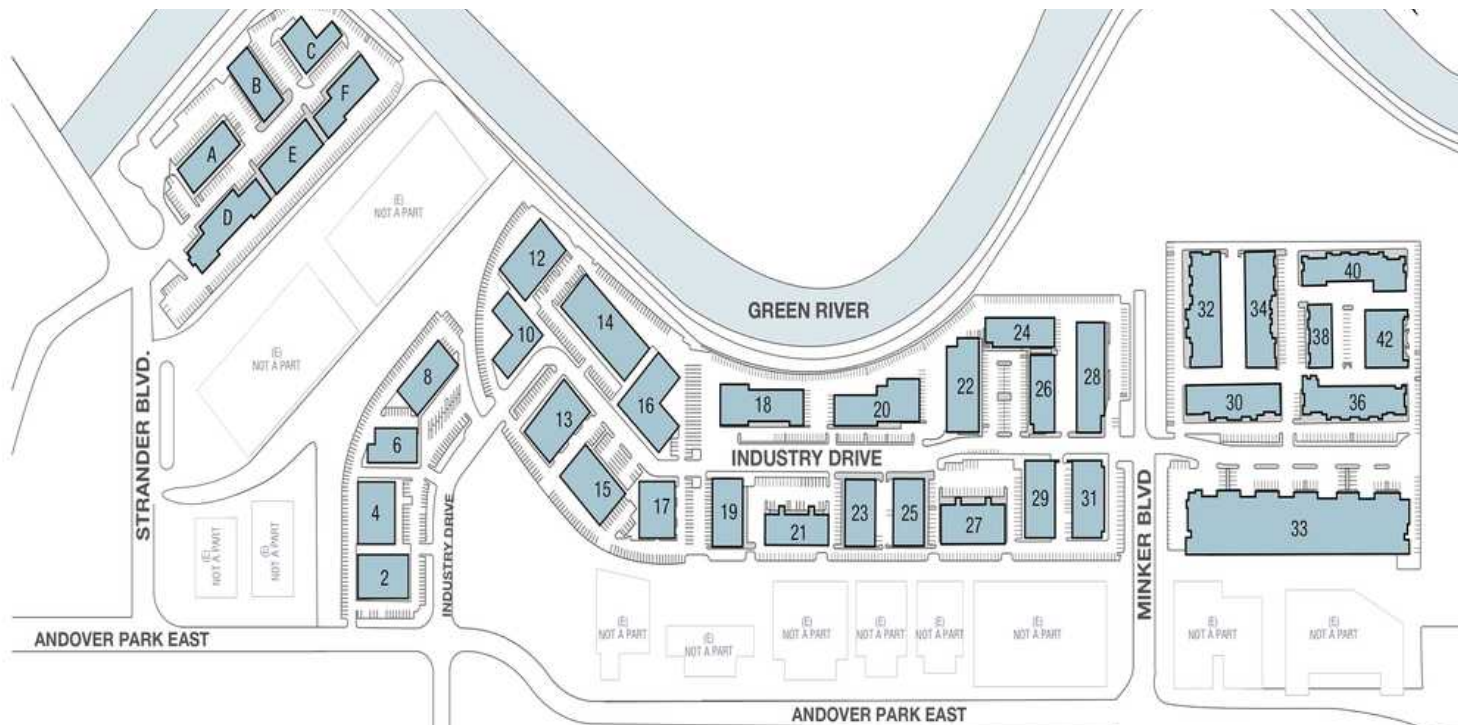 C
B
F
A
E
D
(E)
NOT A PART
(E)
NOT A PART
12
14
10
8
16
13
6
15
4
17
2
GREEN RIVER
18
20
22
24
26
28
32
34
40
38
42
30
36
INDUSTRY DRIVE
19
21
23
25
27
29
31
33
STRANDER BLVD.
INDUSTRY DRIVE
MINKER BLVD
(E)
NOT A PART
(E)
NOT A PART
ANDOVER PARK EAST
(E)
NOT A PART
(E)
NOT A PART
(E)
NOT A PART
(E)
NOT A PART
(E)
NOT A PART
(E)
NOT A PART
(E)
NOT A PART
(E)
NOT A PART
ANDOVER PARK EAST